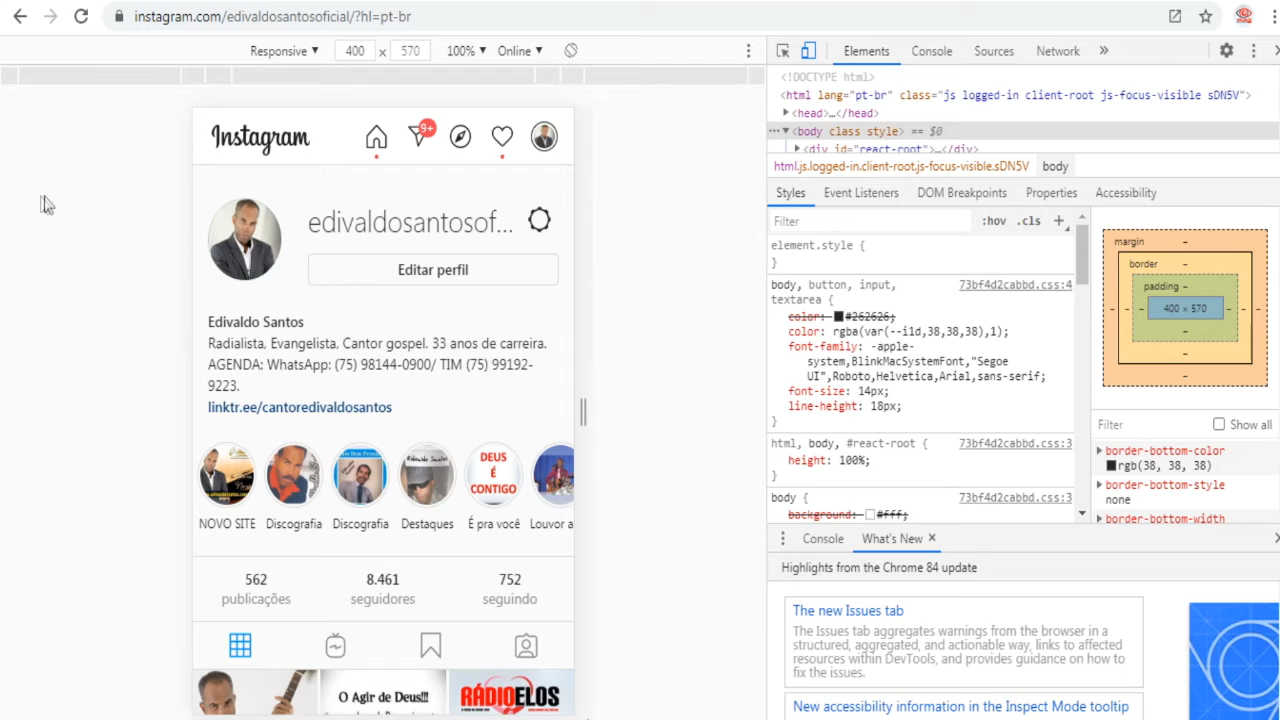 instagram.com/edivaldosantosoficial/?hl=pt-br
Responsive ▼ 400 x 570 100% ▼ Online ▼
Elements Console Sources Network »
<!DOCTYPE html>
<html lang="pt-br" class="js logged-in client-root js-focus-visible sDN5V">
▶<head>…</head>
⋯▼<body class style> == $0
▶<div id="react-root">…</div>
html.js.logged-in.client-root.js-focus-visible.sDN5V body
Styles Event Listeners DOM Breakpoints Properties Accessibility
Filter :hov .cls +
element.style {
}
body, button, input, 73bf4d2cabbd.css:4
textarea {
color: #262626;
color: rgba(var(--i1d,38,38,38),1);
font-family: -apple-
system,BlinkMacSystemFont,"Segoe
UI",Roboto,Helvetica,Arial,sans-serif;
font-size: 14px;
line-height: 18px;
}
html, body, #react-root { 73bf4d2cabbd.css:3
height: 100%;
}
body { 73bf4d2cabbd.css:3
background: #fff;
margin –
border –
padding –
400 × 570
Filter Show all
▶border-bottom-color
rgb(38, 38, 38)
▶border-bottom-style
none
▶border-bottom-width
Console What's New ×
Highlights from the Chrome 84 update
The new Issues tab
The Issues tab aggregates warnings from the browser in a
structured, aggregated, and actionable way, links to affected
resources within DevTools, and provides guidance on how to
fix the issues.
New accessibility information in the Inspect Mode tooltip
Instagram
9+
edivaldosantosof...
Editar perfil
Edivaldo Santos
Radialista, Evangelista, Cantor gospel. 33 anos de carreira.
AGENDA: WhatsApp: (75) 98144-0900/ TIM (75) 99192-
9223.
linktr.ee/cantoredivaldosantos
Edivaldo Santos
DEUS
É
CONTIGO
NOVO SITE Discografia Discografia Destaques É pra você Louvor a
562 8.461 752
publicações seguidores seguindo
O Agir de Deus!!!
RÁDIOELOS